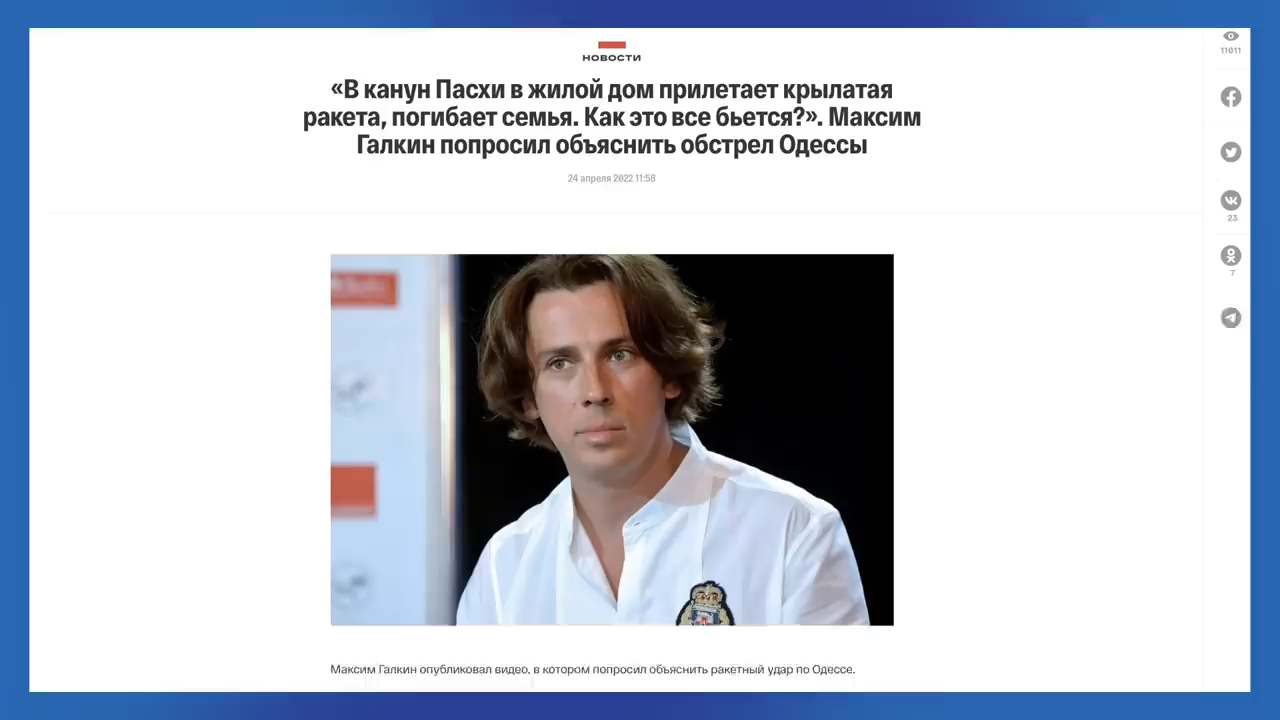 НОВОСТИ
«В канун Пасхи в жилой дом прилетает крылатая
ракета, погибает семья. Как это все бьется?». Максим
Галкин попросил объяснить обстрел Одессы
24 апреля 2022 11:58
11011
23
7
Максим Галкин опубликовал видео, в котором попросил объяснить ракетный удар по Одессе.